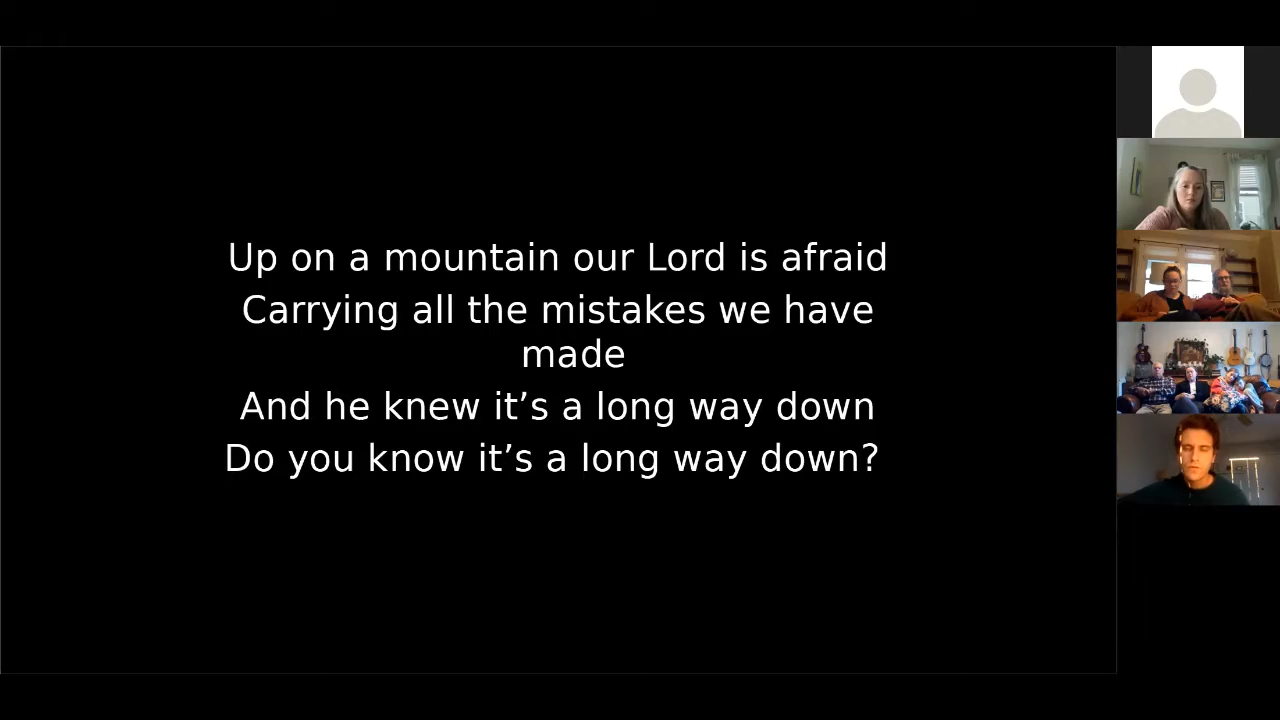 Up on a mountain our Lord is afraid
Carrying all the mistakes we have
made
And he knew it’s a long way down
Do you know it’s a long way down?